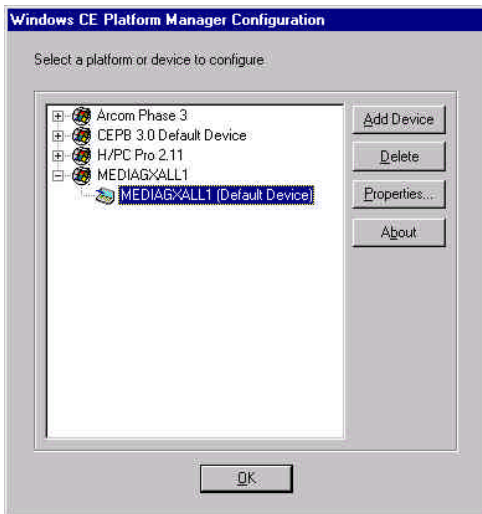 Windows CE Platform Manager Configuration
Select a platform or device to configure
Arcom Phase 3
CEPB 3.0 Default Device
H/PC Pro 2.11
MEDIAGXALL1
MEDIAGXALL1 (Default Device)
Add Device
Delete
Properties...
About
OK